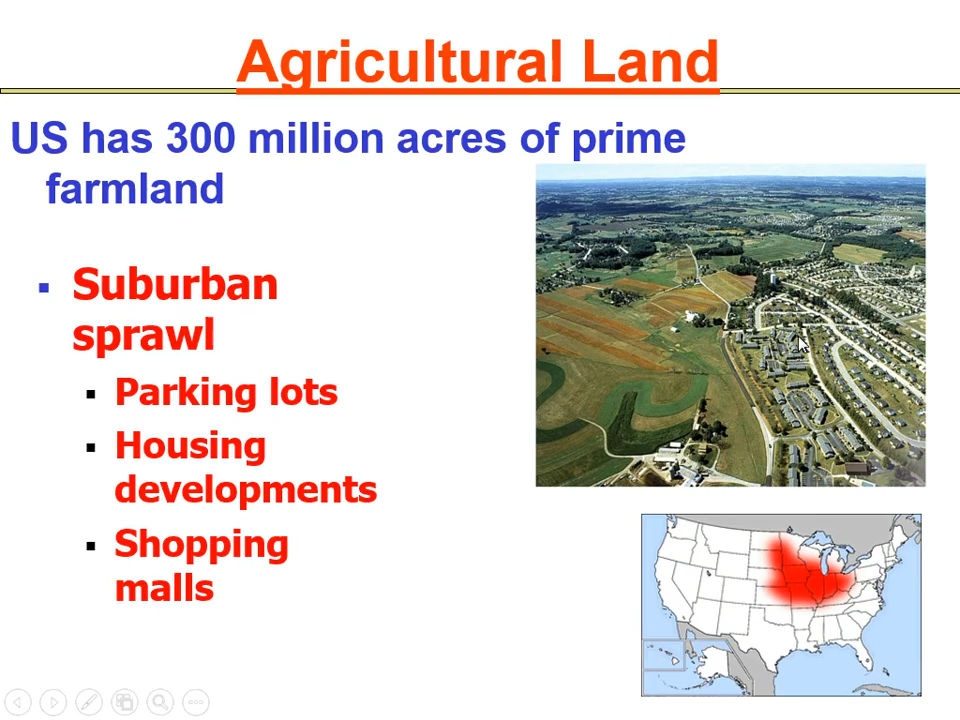 Agricultural Land
US has 300 million acres of prime
farmland
Suburban
sprawl
Parking lots
Housing
developments
Shopping
malls